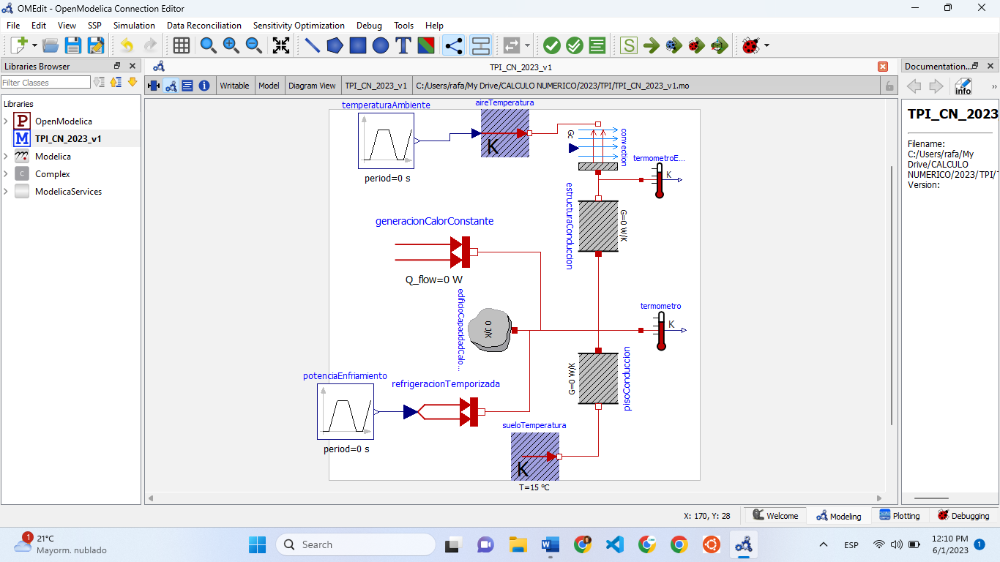 OMEdit - OpenModelica Connection Editor
File Edit View SSP Simulation Data Reconciliation Sensitivity Optimization Debug Tools Help
T S info
Libraries Browser
Filter Classes
Libraries
P OpenModelica
M TPI_CN_2023_v1
Modelica
C Complex
ModelicaServices
TPI_CN_2023_v1
Writable Model Diagram View TPI_CN_2023_v1 C:/Users/rafa/My Drive/CALCULO NUMERICO/2023/TPI/TPI_CN_2023_v1.mo
temperaturaAmbiente
period=0 s
aireTemperatura
K
Gc
convection
termometroE...
K
estructuraConduccion
G=0 W/K
generacionCalorConstante
Q_flow=0 W
edificioCapacidadCalo...
0 J/K
termometro
K
potenciaEnfriamiento
period=0 s
refrigeracionTemporizada
G=0 W/K
pisoConduccion
sueloTemperatura
K
T=15 °C
Documentation...
TPI_CN_2023
Filename:
C:/Users/rafa/My
Drive/CALCULO
NUMERICO/2023/TPI/
Version:
X: 170, Y: 28 Welcome Modeling Plotting Debugging
1 21°C
Mayorm. nublado
Search
ESP
12:10 PM
6/1/2023
1